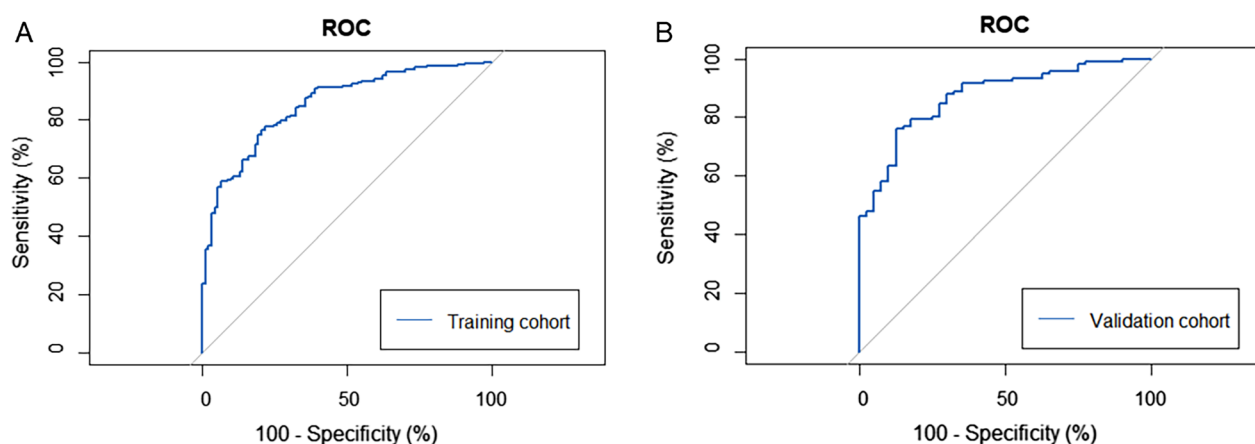 A
ROC
Sensitivity (%)
100
80
60
40
20
0
Training cohort
0 50 100
100 - Specificity (%)
B
ROC
Sensitivity (%)
100
80
60
40
20
0
Validation cohort
0 50 100
100 - Specificity (%)